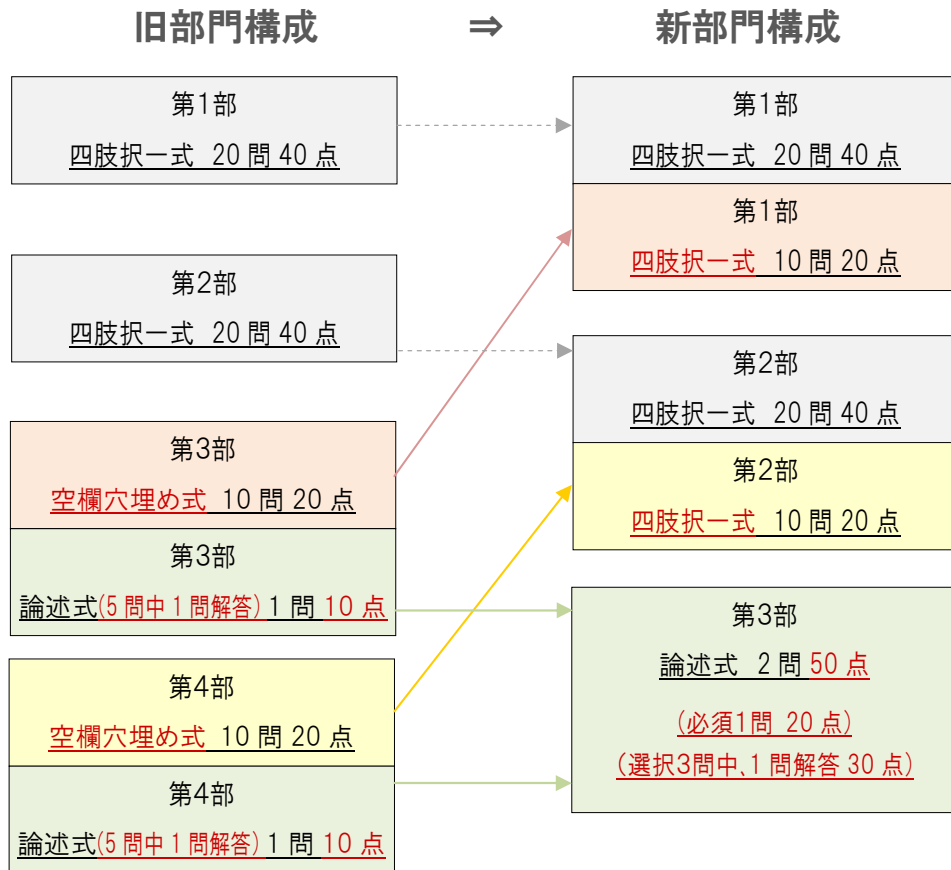 旧部門構成 ⇒ 新部門構成
第1部
四肢択一式 20問40点
第2部
四肢択一式 20問40点
第3部
空欄穴埋め式 10問20点
第3部
論述式(5問中1問解答)1問10点
第4部
空欄穴埋め式 10問20点
第4部
論述式(5問中1問解答)1問10点
第1部
四肢択一式 20問40点
第1部
四肢択一式 10問20点
第2部
四肢択一式 20問40点
第2部
四肢択一式 10問20点
第3部
論述式 2問50点
(必須1問 20点)
(選択3問中、1問解答30点)